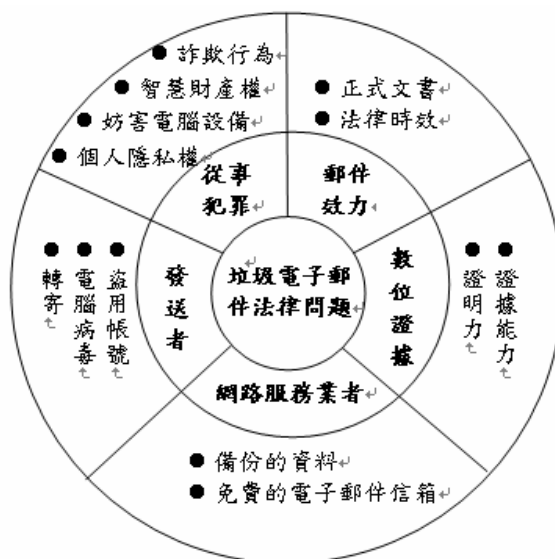 詐欺行為
智慧財產權
妨害電腦設備
個人隱私權
正式文書
法律時效
從事
犯罪
郵件
效力
垃圾電子郵
件法律問題
發送者
數位證據
轉寄
電腦病毒
盜用帳號
證據能力
證明力
網路服務業者
備份的資料
免費的電子郵件信箱